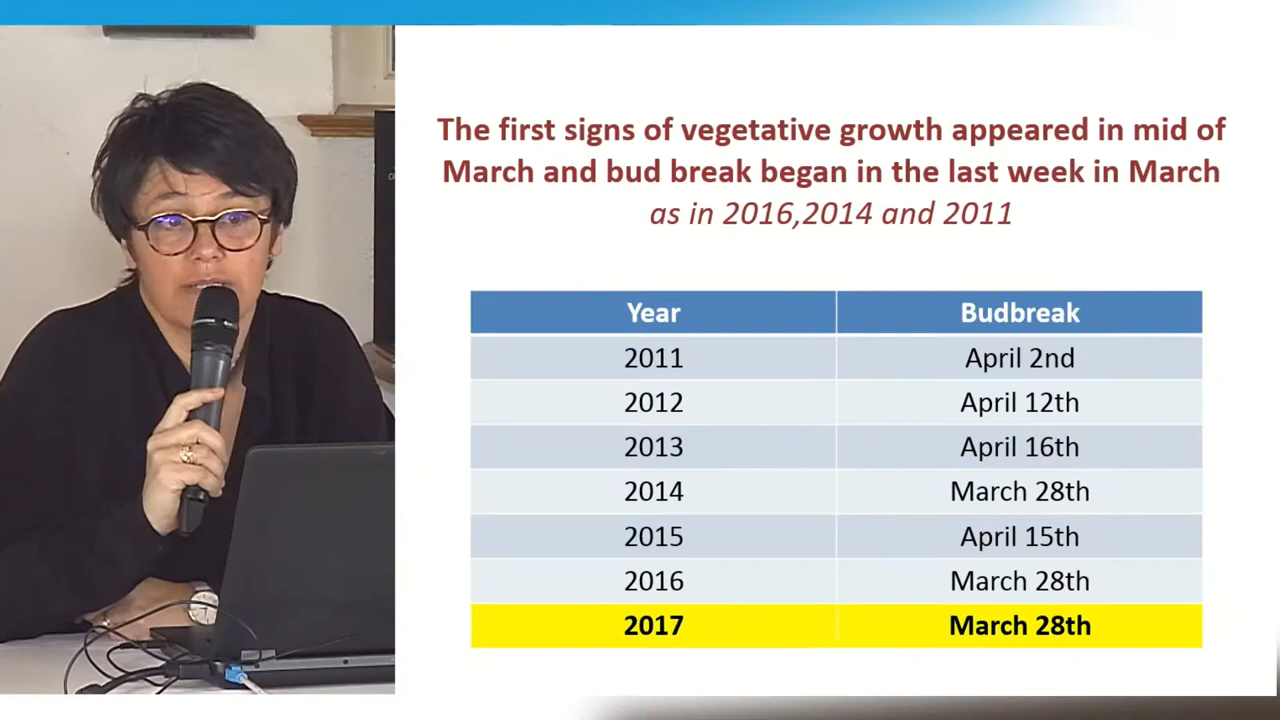 The first signs of vegetative growth appeared in mid of
March and bud break began in the last week in March
as in 2016,2014 and 2011
Year Budbreak
2011 April 2nd
2012 April 12th
2013 April 16th
2014 March 28th
2015 April 15th
2016 March 28th
2017 March 28th